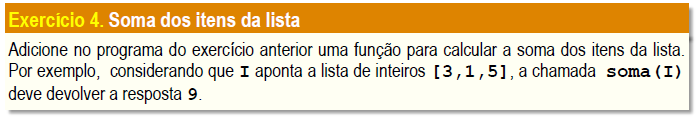 Exercício 4. Soma dos itens da lista
Adicione no programa do exercício anterior uma função para calcular a soma dos itens da lista.
Por exemplo, considerando que I aponta a lista de inteiros [3,1,5], a chamada soma(I)
deve devolver a resposta 9.